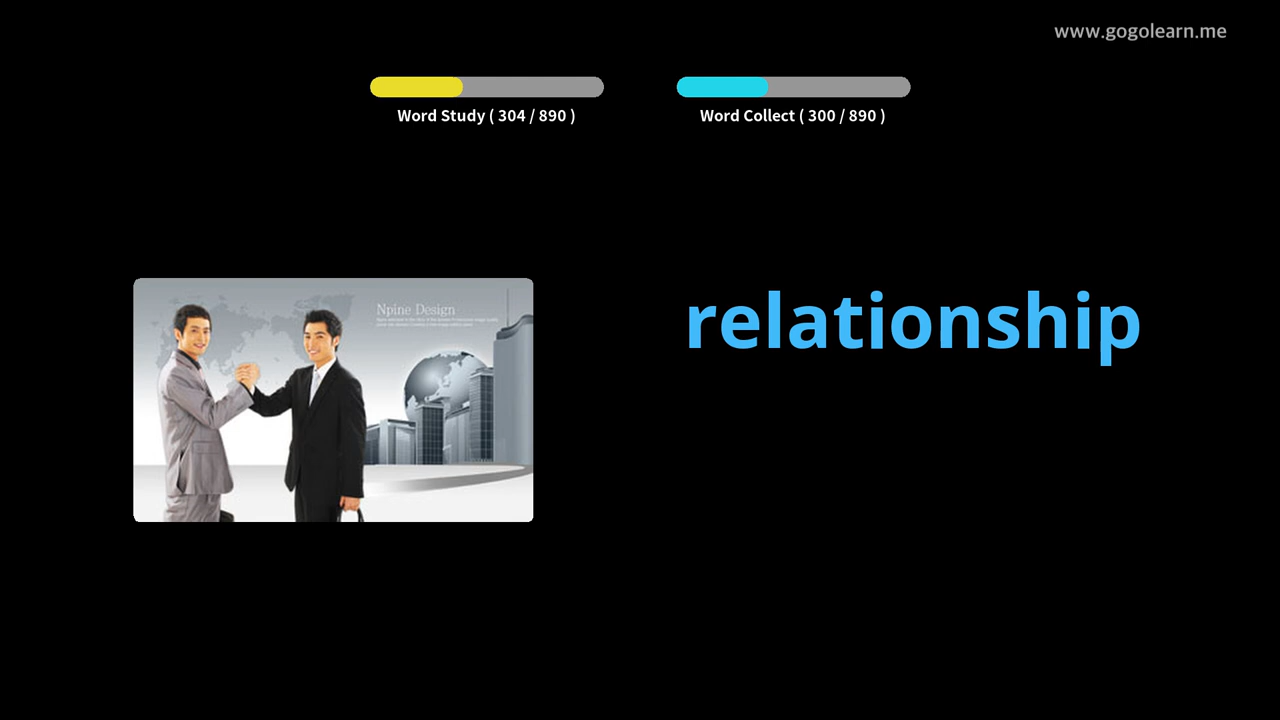 www.gogolearn.me
Word Study ( 304 / 890 )
Word Collect ( 300 / 890 )
Npine Design
relationship